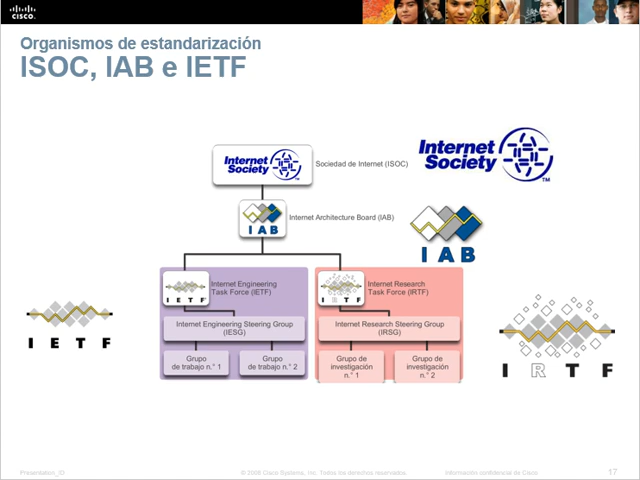 CISCO.
Organismos de estandarización
ISOC, IAB e IETF
Internet
Society
TM
Sociedad de Internet (ISOC)
Internet
Society
TM
IAB
Internet Architecture Board (IAB)
IAB
IETF
Internet Engineering
Task Force (IETF)
IRTF
Internet Research
Task Force (IRTF)
Internet Engineering Steering Group
(IESG)
Internet Research Steering Group
(IRSG)
IETF
IRTF
Grupo
de trabajo n.° 1
Grupo
de trabajo n.° 2
Grupo de
investigación
n.° 1
Grupo de
investigación
n.° 2
Presentation_ID
© 2008 Cisco Systems, Inc. Todos los derechos reservados.
Información confidencial de Cisco
17